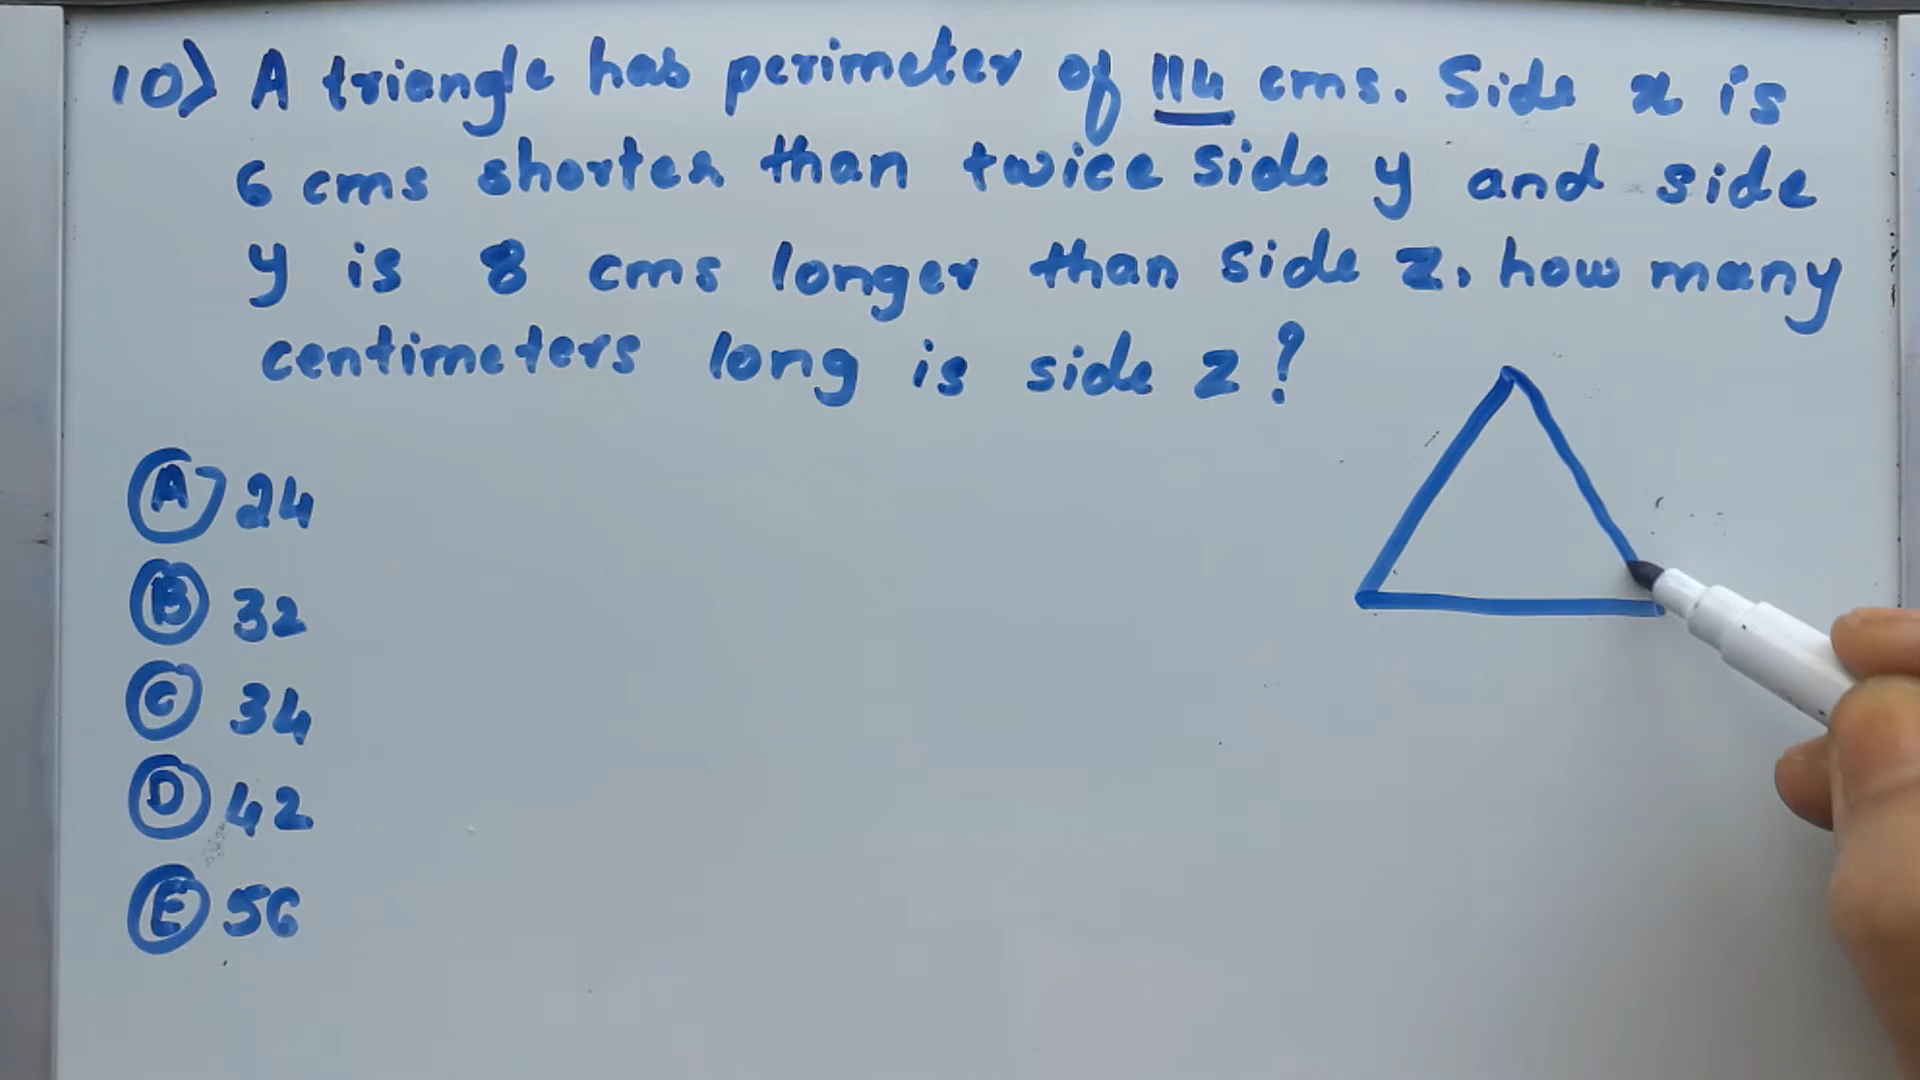 10) A triangle has perimeter of 114 cms. Side x is
6 cms shorter than twice side y and side
y is 8 cms longer than side z, how many
centimeters long is side z?
A 24
B 32
C 34
D 42
E 56